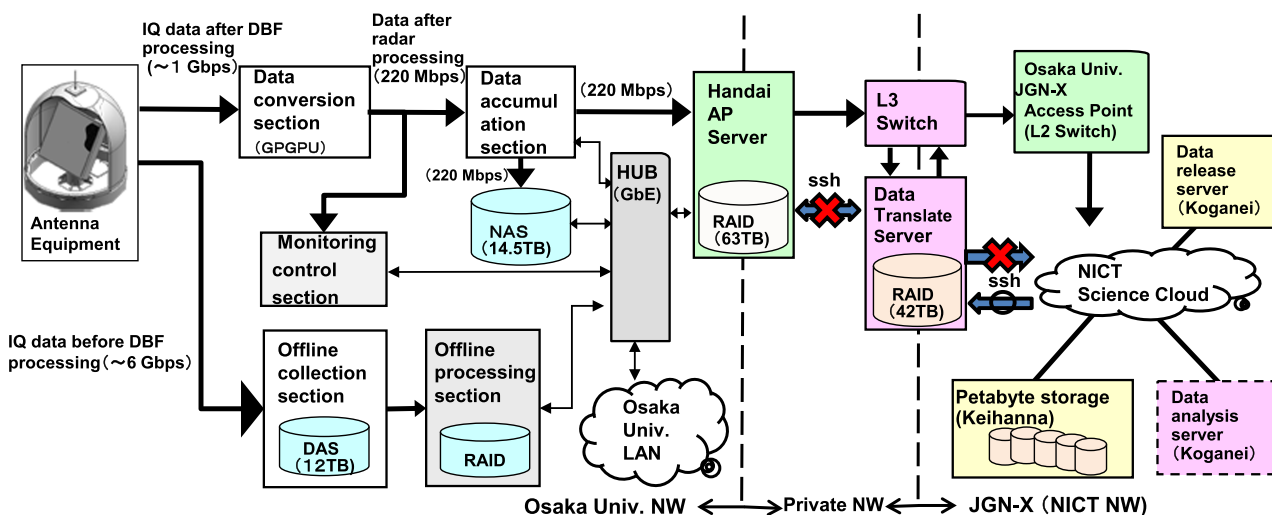 IQ data after DBF
processing
(～1 Gbps)
Data after
radar
processing
(220 Mbps)
Antenna
Equipment
Data
conversion
section
(GPGPU)
Data
accumul
ation
section
(220 Mbps)
(220 Mbps)
Handai
AP
Server
RAID
(63TB)
L3
Switch
Osaka Univ.
JGN-X
Access Point
(L2 Switch)
HUB
(GbE)
NAS
(14.5TB)
ssh
Data
Translate
Server
RAID
(42TB)
ssh
Data
release
server
(Koganei)
NICT
Science Cloud
Monitoring
control
section
IQ data before DBF
processing(～6 Gbps)
Offline
collection
section
DAS
(12TB)
Offline
processing
section
RAID
Osaka
Univ.
LAN
Petabyte storage
(Keihanna)
Data
analysis
server
(Koganei)
Osaka Univ. NW
Private NW
JGN-X (NICT NW)